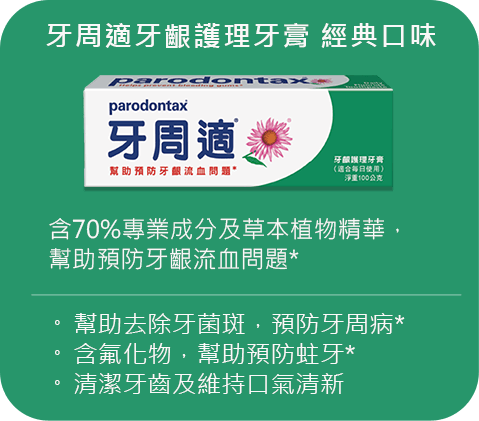 牙周適牙齦護理牙膏 經典口味
parodontax
Helps prevent bleeding gums*
parodontax
牙周適
幫助預防牙齦流血問題*
牙齦護理牙膏
(適合每日使用)
淨重100公克
含70%專業成分及草本植物精華，
幫助預防牙齦流血問題*
。幫助去除牙菌斑，預防牙周病*
。含氟化物，幫助預防蛀牙*
。清潔牙齒及維持口氣清新